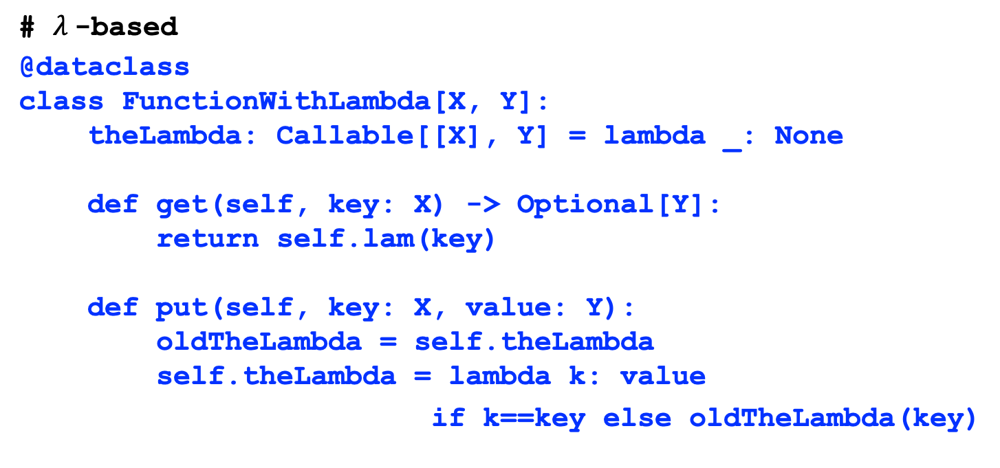 # λ-based
@dataclass
class FunctionWithLambda[X, Y]:
    theLambda: Callable[[X], Y] = lambda _: None
    def get(self, key: X) -> Optional[Y]:
        return self.lam(key)
    def put(self, key: X, value: Y):
        oldTheLambda = self.theLambda
        self.theLambda = lambda k: value
                        if k==key else oldTheLambda(key)